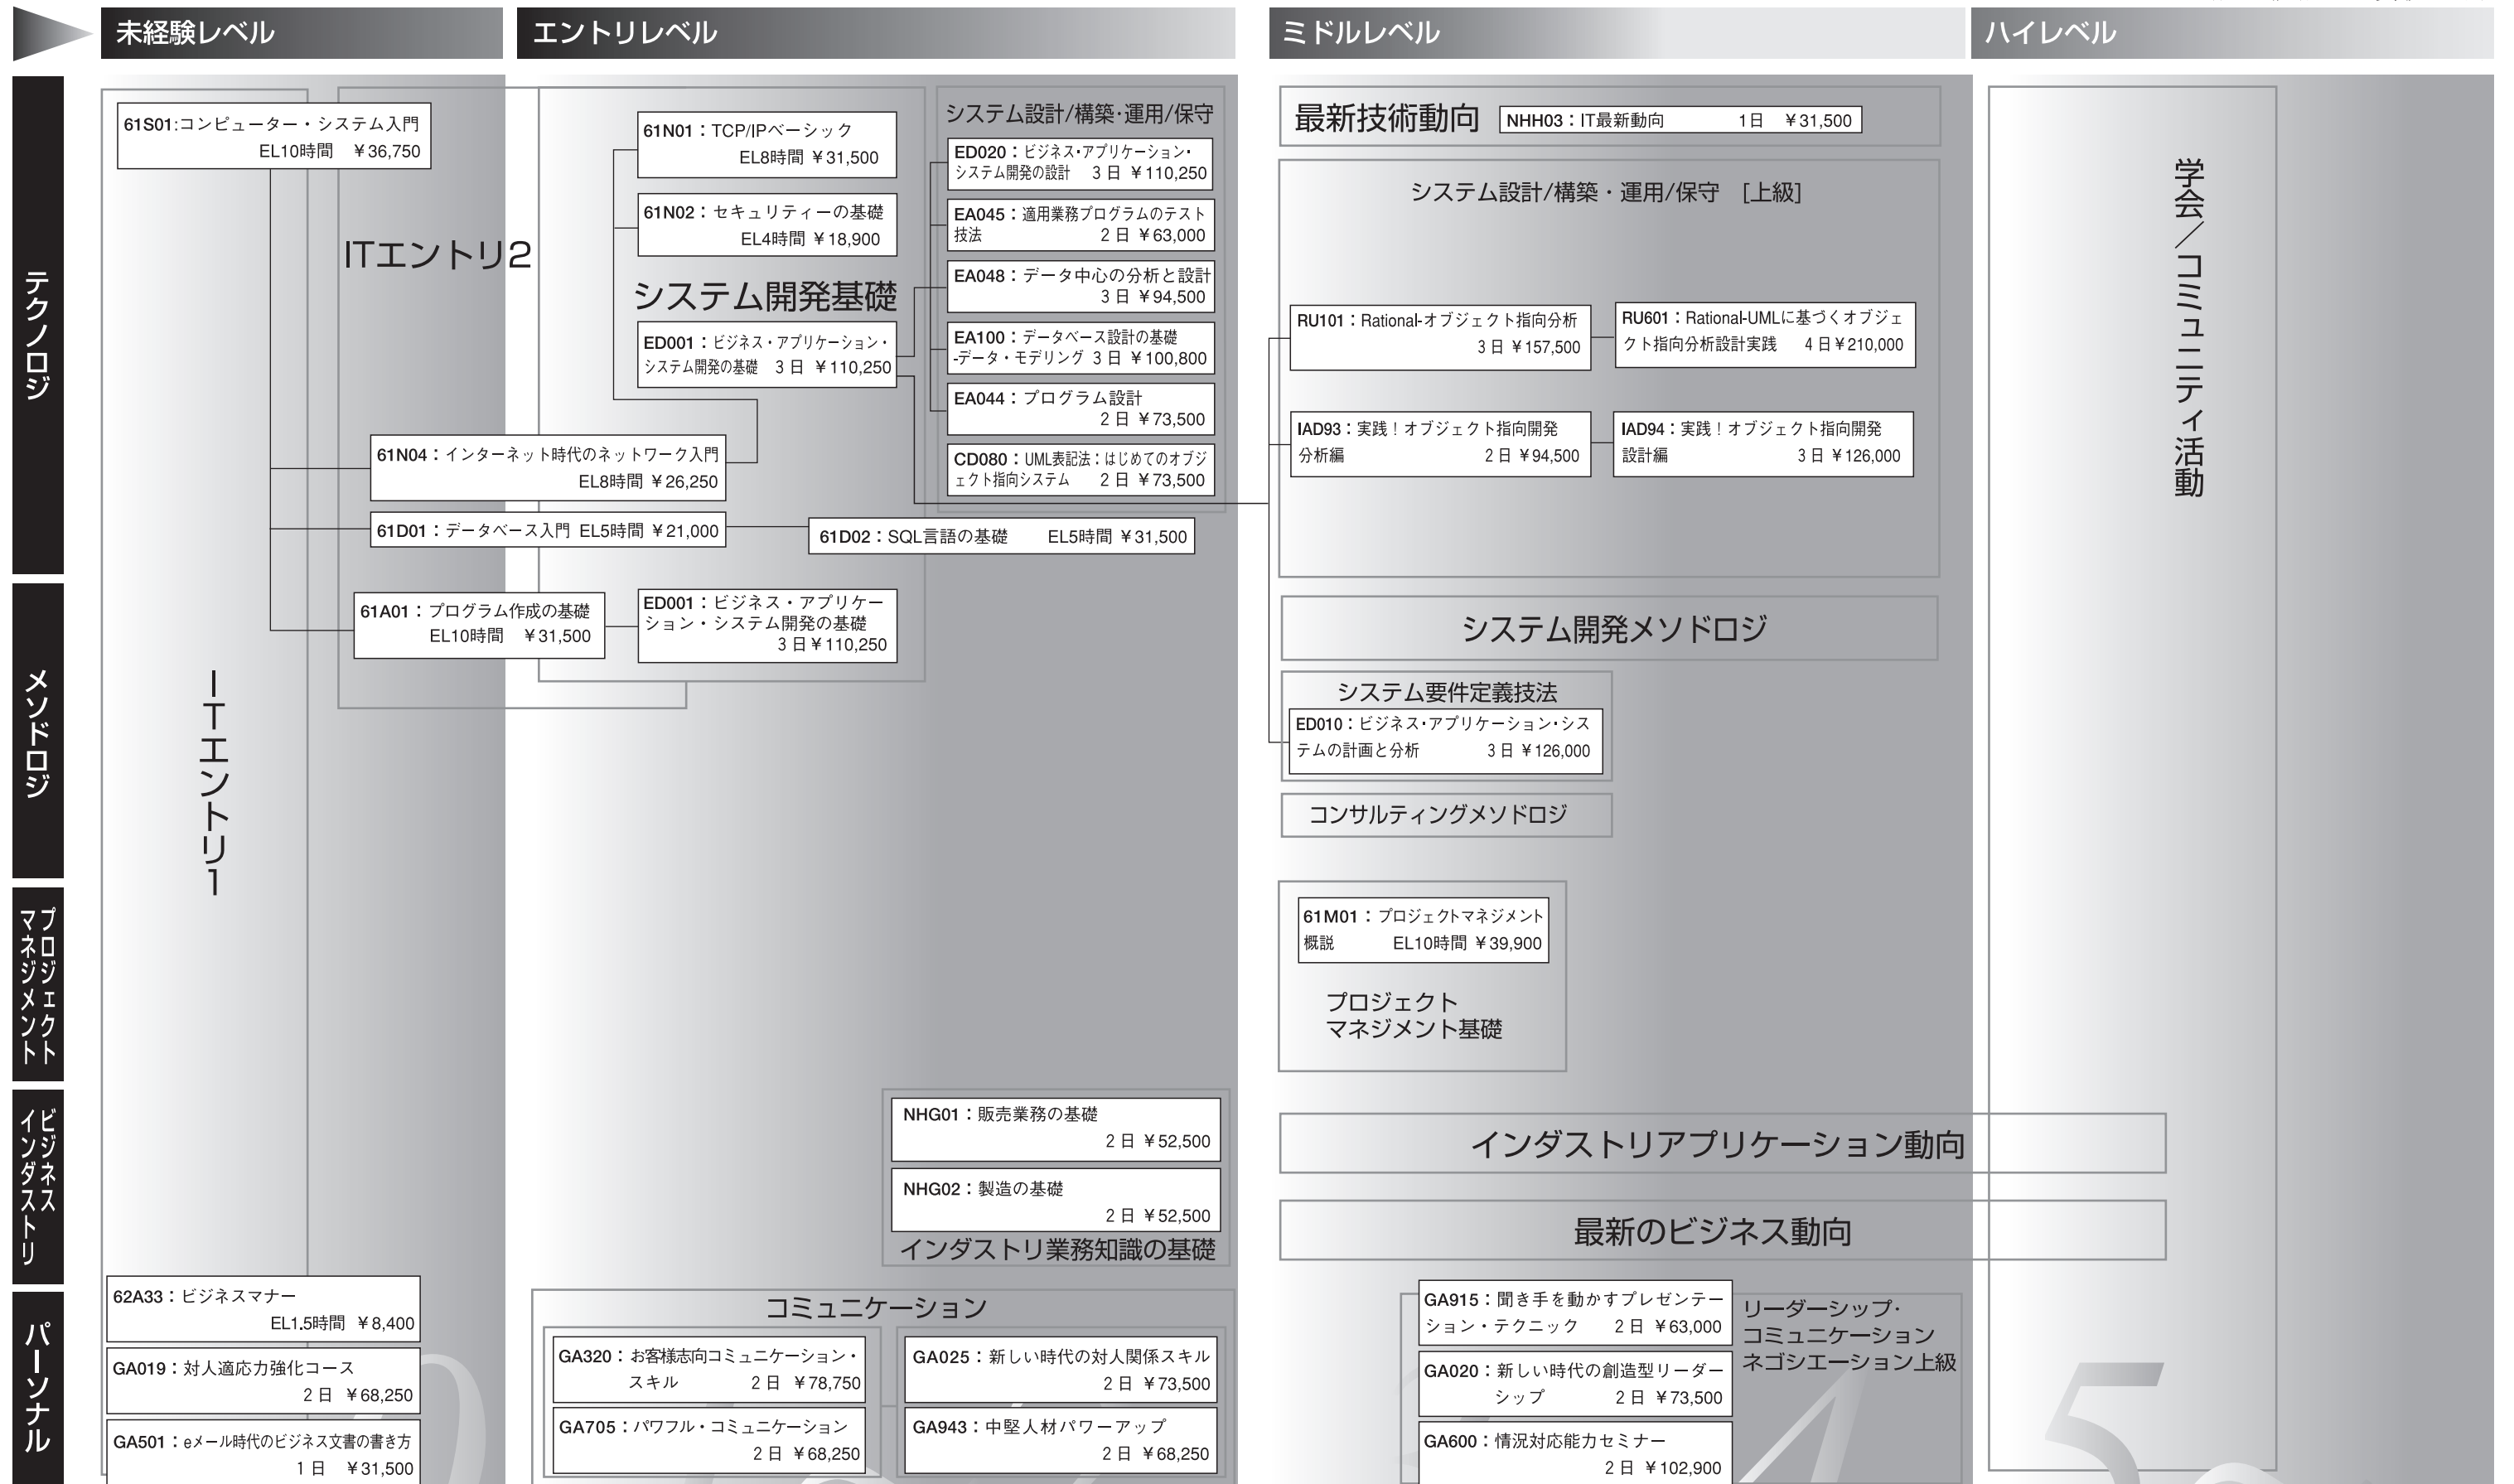 未経験レベル
エントリレベル
ミドルレベル
ハイレベル
テクノロジ
メソドロジ
プロジェクト
マネジメント
ビジネス
インダストリ
パーソナル
61S01:コンピューター・システム入門
EL10時間 ¥36,750
ITエントリ1
ITエントリ2
61N04：インターネット時代のネットワーク入門
EL8時間 ¥26,250
61D01：データベース入門 EL5時間 ¥21,000
61A01：プログラム作成の基礎
EL10時間 ¥31,500
62A33：ビジネスマナー
EL1.5時間 ¥8,400
GA019：対人適応力強化コース
2日 ¥68,250
GA501：eメール時代のビジネス文書の書き方
1日 ¥31,500
61N01：TCP/IPベーシック
EL8時間 ¥31,500
61N02：セキュリティーの基礎
EL4時間 ¥18,900
システム開発基礎
ED001：ビジネス・アプリケーション・
システム開発の基礎 3日 ¥110,250
61D02：SQL言語の基礎 EL5時間 ¥31,500
ED001：ビジネス・アプリケー
ション・システム開発の基礎
3日¥110,250
システム設計/構築･運用/保守
ED020：ビジネス･アプリケーション･
システム開発の設計 3日 ¥110,250
EA045：適用業務プログラムのテスト
技法 2日 ¥63,000
EA048：データ中心の分析と設計
3日 ¥94,500
EA100：データベース設計の基礎
-データ・モデリング 3日 ¥100,800
EA044：プログラム設計
2日 ¥73,500
CD080：UML表記法：はじめてのオブジ
ェクト指向システム 2日 ¥73,500
NHG01：販売業務の基礎
2日 ¥52,500
NHG02：製造の基礎
2日 ¥52,500
インダストリ業務知識の基礎
コミュニケーション
GA320：お客様志向コミュニケーション・
スキル 2日 ¥78,750
GA705：パワフル・コミュニケーション
2日 ¥68,250
GA025：新しい時代の対人関係スキル
2日 ¥73,500
GA943：中堅人材パワーアップ
2日 ¥68,250
最新技術動向
NHH03：IT最新動向 1日 ¥31,500
システム設計/構築・運用/保守 [上級]
RU101：Rational-オブジェクト指向分析
3日 ¥157,500
RU601：Rational-UMLに基づくオブジェ
クト指向分析設計実践 4日¥210,000
IAD93：実践！オブジェクト指向開発
分析編 2日 ¥94,500
IAD94：実践！オブジェクト指向開発
設計編 3日 ¥126,000
システム開発メソドロジ
システム要件定義技法
ED010：ビジネス･アプリケーション･シス
テムの計画と分析 3日 ¥126,000
コンサルティングメソドロジ
61M01：プロジェクトマネジメント
概説 EL10時間 ¥39,900
プロジェクト
マネジメント基礎
インダストリアプリケーション動向
最新のビジネス動向
GA915：聞き手を動かすプレゼンテー
ション・テクニック 2日 ¥63,000
GA020：新しい時代の創造型リーダー
シップ 2日 ¥73,500
GA600：情況対応能力セミナー
2日 ¥102,900
リーダーシップ･
コミュニケーション
ネゴシエーション上級
4
学会／コミュニティ活動
5